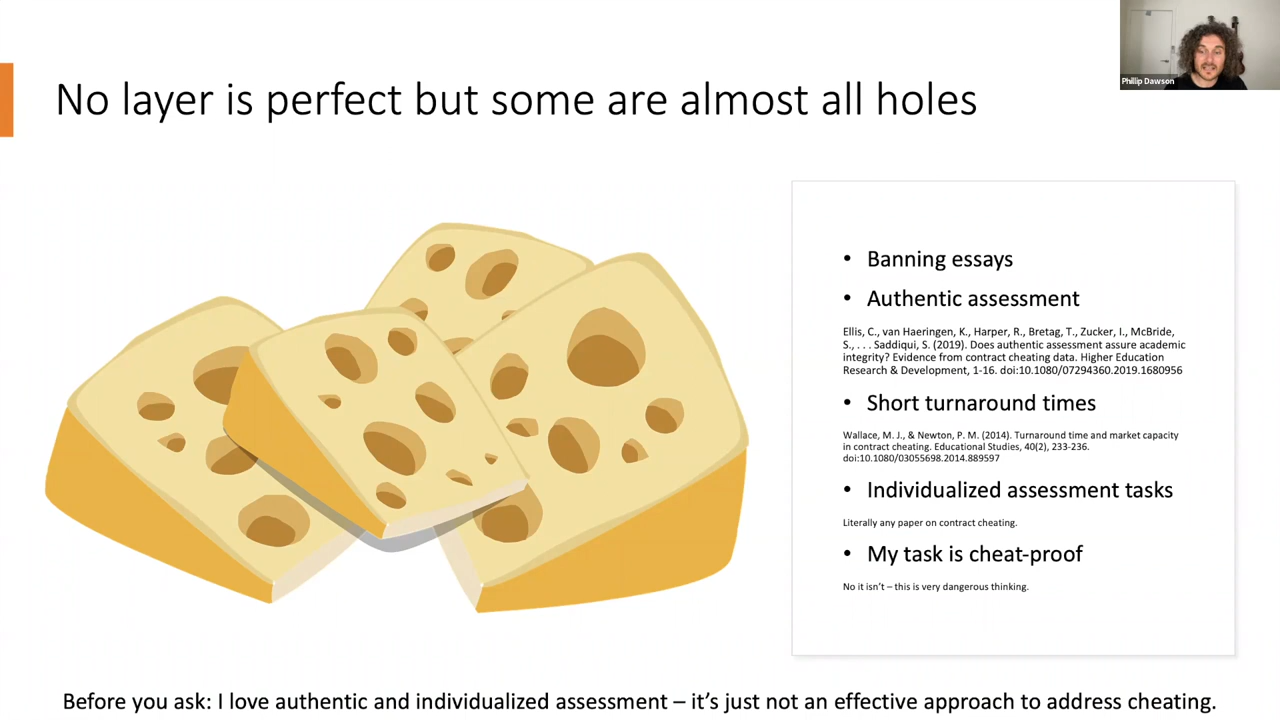 Phillip Dawson
No layer is perfect but some are almost all holes
• Banning essays
• Authentic assessment
Ellis, C., van Haeringen, K., Harper, R., Bretag, T., Zucker, I., McBride,
S., . . . Saddiqui, S. (2019). Does authentic assessment assure academic
integrity? Evidence from contract cheating data. Higher Education
Research & Development, 1-16. doi:10.1080/07294360.2019.1680956
• Short turnaround times
Wallace, M. J., & Newton, P. M. (2014). Turnaround time and market capacity
in contract cheating. Educational Studies, 40(2), 233-236.
doi:10.1080/03055698.2014.889597
• Individualized assessment tasks
Literally any paper on contract cheating.
• My task is cheat-proof
No it isn’t – this is very dangerous thinking.
Before you ask: I love authentic and individualized assessment – it’s just not an effective approach to address cheating.